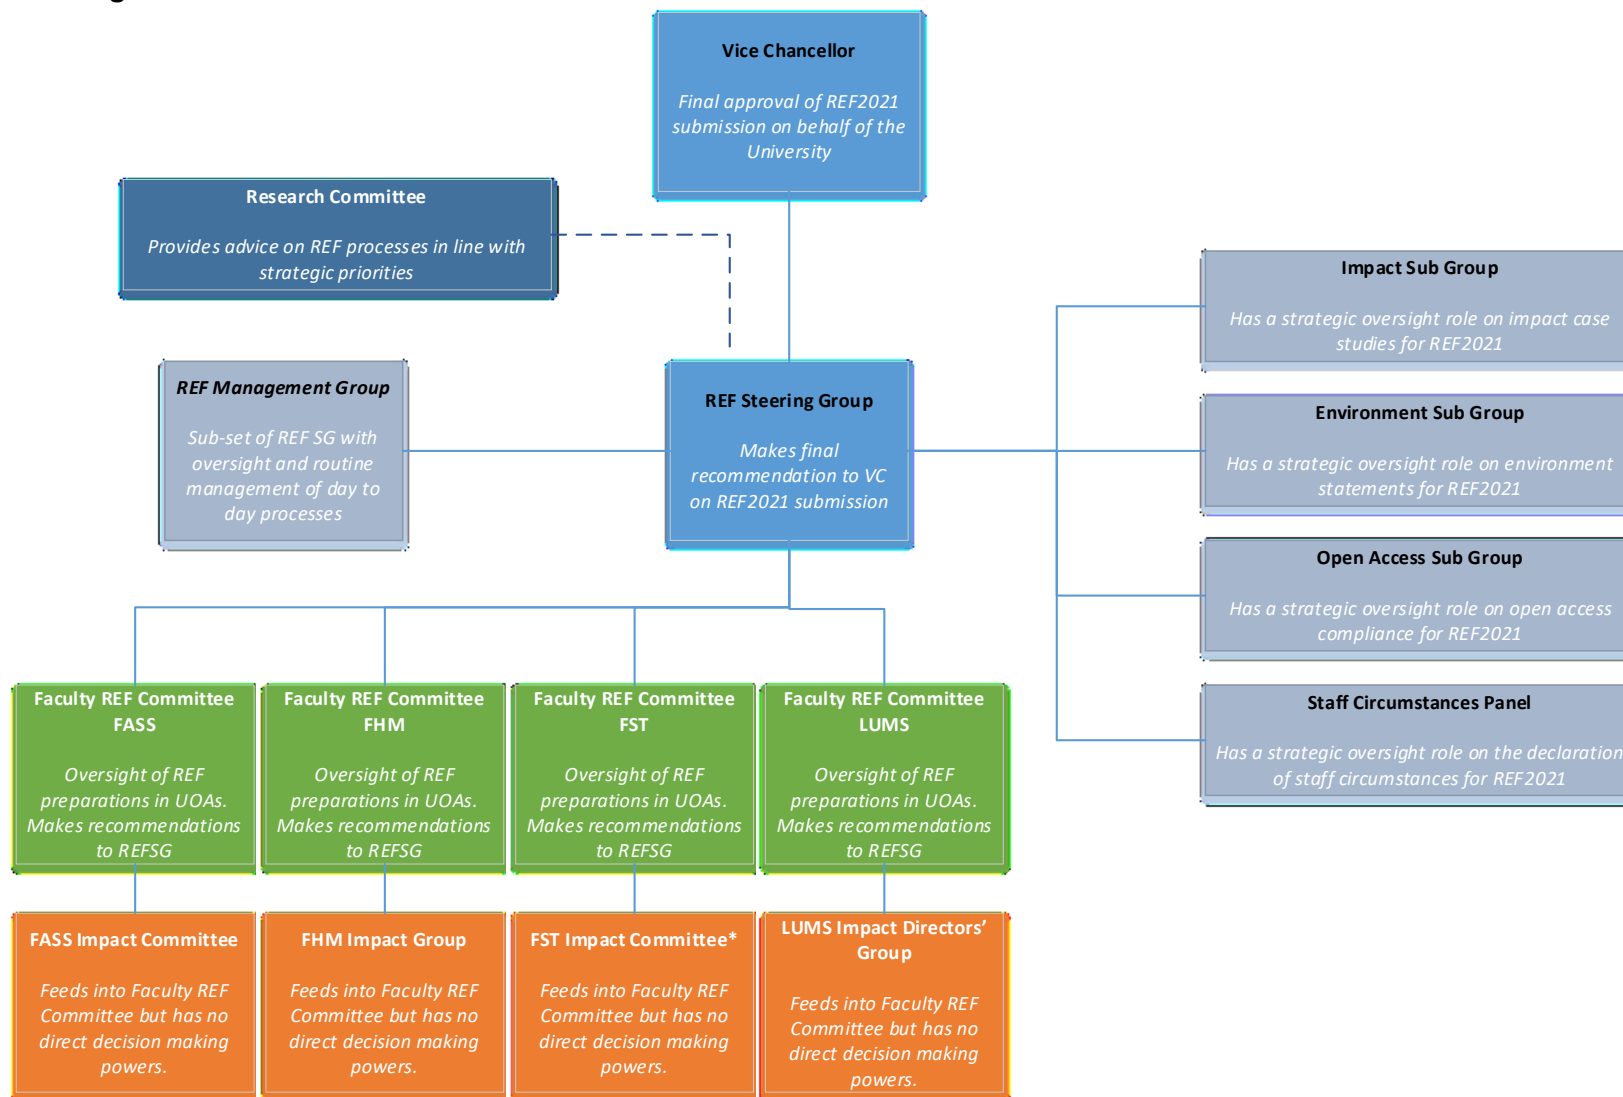 Vice Chancellor
Final approval of REF2021
submission on behalf of the
University
Research Committee
Provides advice on REF processes in line with
strategic priorities
Impact Sub Group
Has a strategic oversight role on impact case
studies for REF2021
REF Management Group
Sub-set of REF SG with
oversight and routine
management of day to
day processes
REF Steering Group
Makes final
recommendation to VC
on REF2021 submission
Environment Sub Group
Has a strategic oversight role on environment
statements for REF2021
Open Access Sub Group
Has a strategic oversight role on open access
compliance for REF2021
Staff Circumstances Panel
Has a strategic oversight role on the declaration
of staff circumstances for REF2021
Faculty REF Committee
FASS
Oversight of REF
preparations in UOAs.
Makes recommendations
to REFSG
Faculty REF Committee
FHM
Oversight of REF
preparations in UOAs.
Makes recommendations
to REFSG
Faculty REF Committee
FST
Oversight of REF
preparations in UOAs.
Makes recommendations
to REFSG
Faculty REF Committee
LUMS
Oversight of REF
preparations in UOAs.
Makes recommendations
to REFSG
FASS Impact Committee
Feeds into Faculty REF
Committee but has no
direct decision making
powers.
FHM Impact Group
Feeds into Faculty REF
Committee but has no
direct decision making
powers.
FST Impact Committee*
Feeds into Faculty REF
Committee but has no
direct decision making
powers.
LUMS Impact Directors’
Group
Feeds into Faculty REF
Committee but has no
direct decision making
powers.